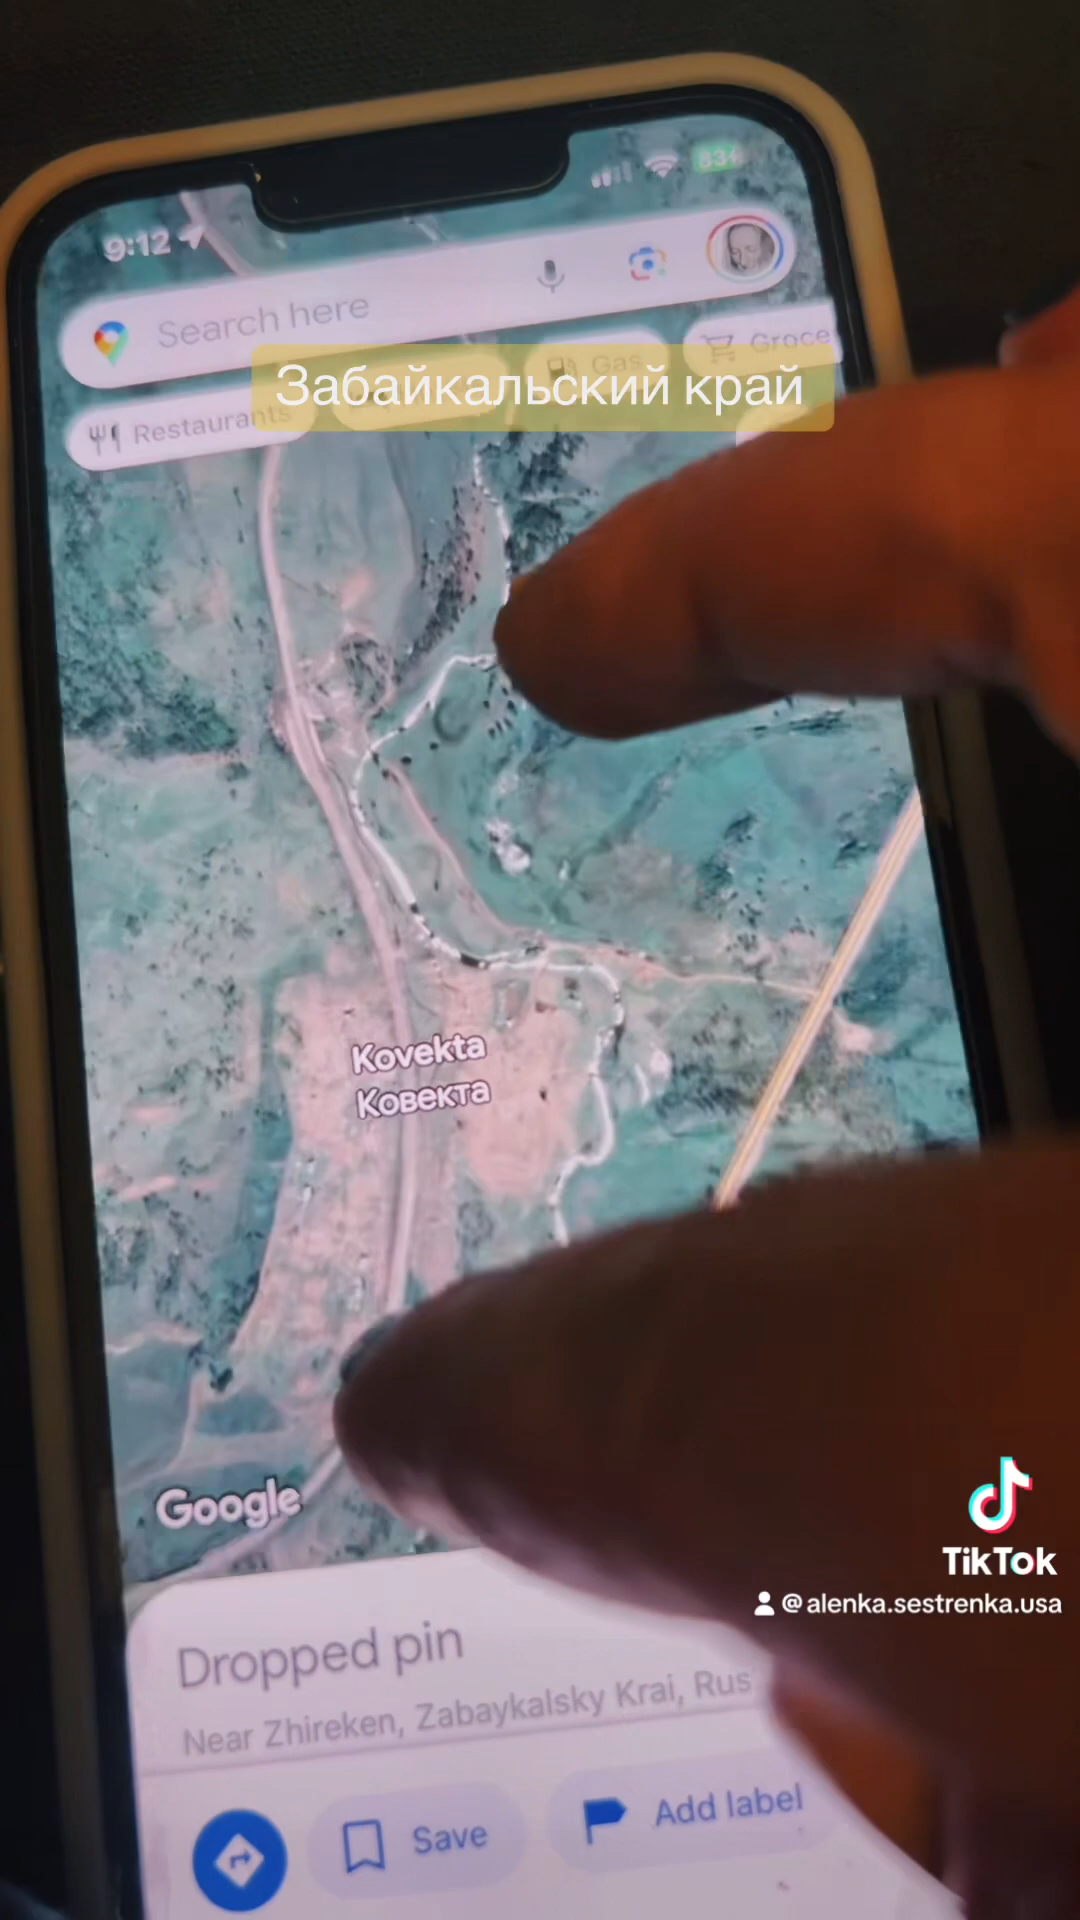 9:12
Search here
Забайкальский край
Restaurants
Gas
Groce
Kovekta
Ковекта
Google
TikTok
@alenka.sestrenka.usa
Dropped pin
Near Zhireken, Zabaykalsky Krai, Rus
Save
Add label